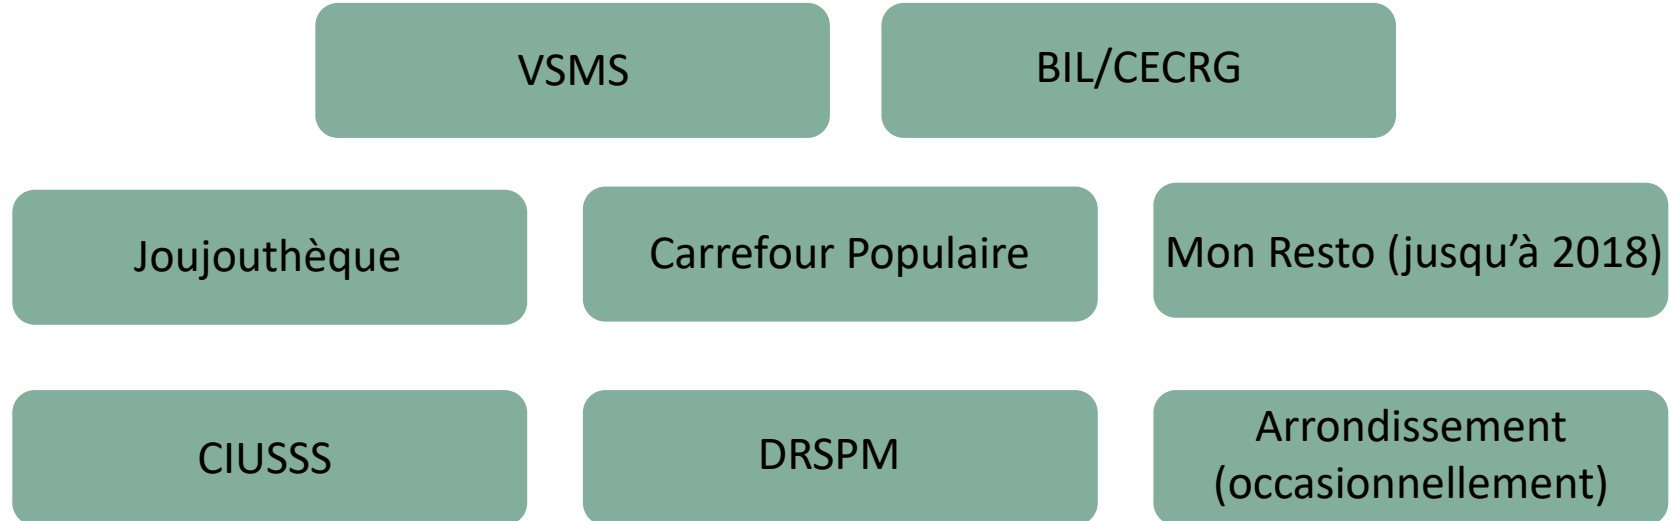 VSMS
BIL/CECRG
Joujouthèque
Carrefour Populaire
Mon Resto (jusqu’à 2018)
CIUSSS
DRSPM
Arrondissement
(occasionnellement)